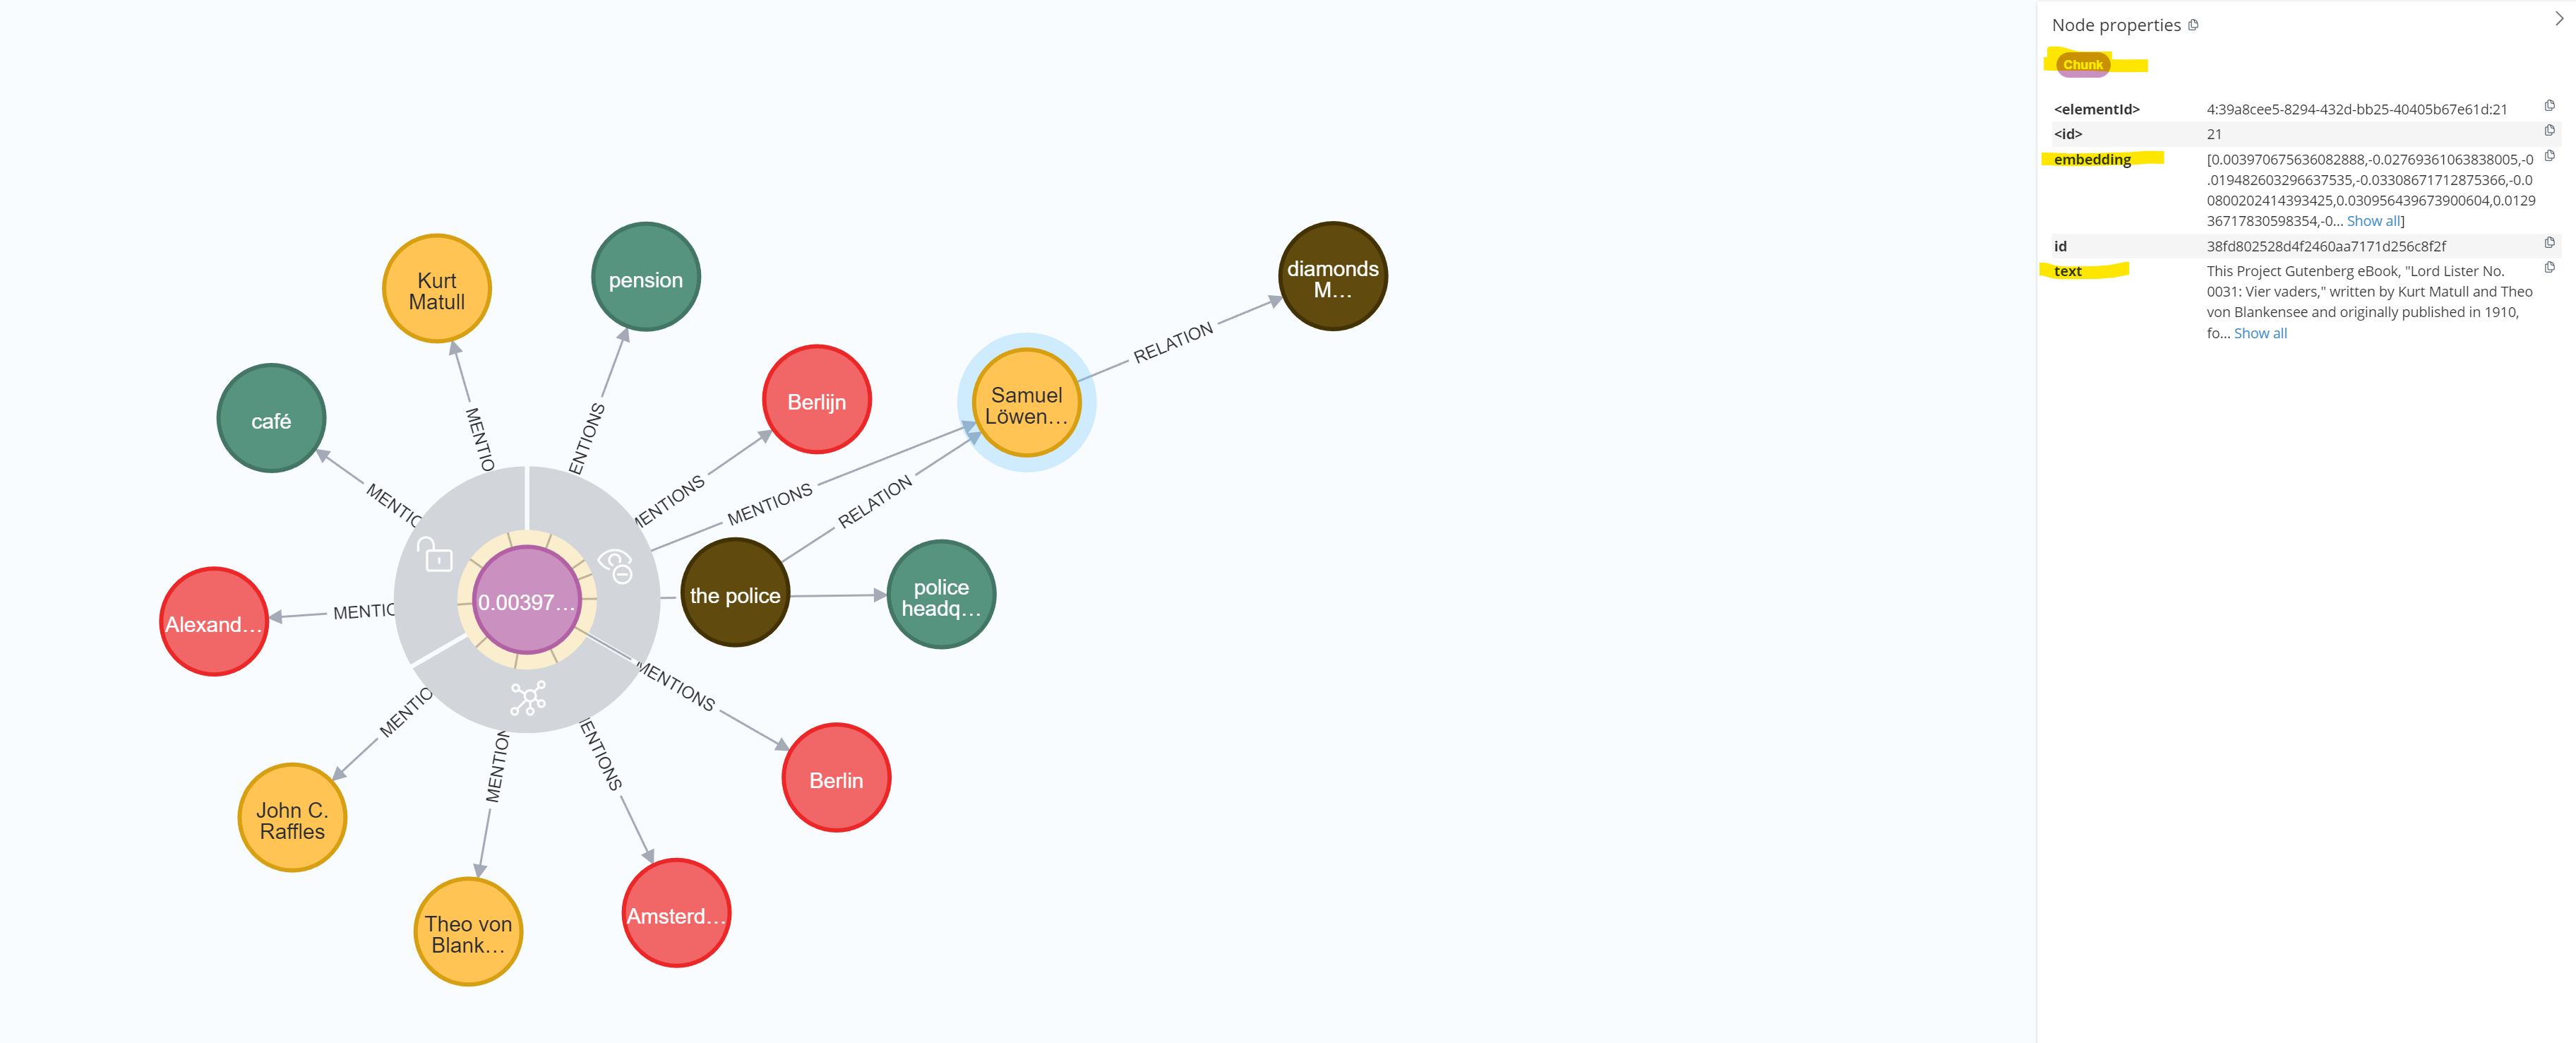 Kurt
Matull
pension
diamonds
M…
café
Berlijn
Samuel
Löwen…
RELATION
MENTIO
ENTIONS
MENTIONS
MENTIONS
RELATION
MENTIC
0.00397…
the police
police
headq…
Alexand…
MENTIC
MENTIONS
MENTIO
MENTION
IENTIONS
Berlin
John C.
Raffles
Theo von
Blank…
Amsterd…
Node properties
Chunk
<elementId> 4:39a8cee5-8294-432d-bb25-40405b67e61d:21
<id> 21
embedding [0.003970675636082888,-0.02769361063838005,-0
.019482603296637535,-0.03308671712875366,-0.0
0800202414393425,0.030956439673900604,0.0129
36717830598354,-0... Show all]
id 38fd802528d4f2460aa7171d256c8f2f
text This Project Gutenberg eBook, "Lord Lister No.
0031: Vier vaders," written by Kurt Matull and Theo
von Blankensee and originally published in 1910,
fo... Show all